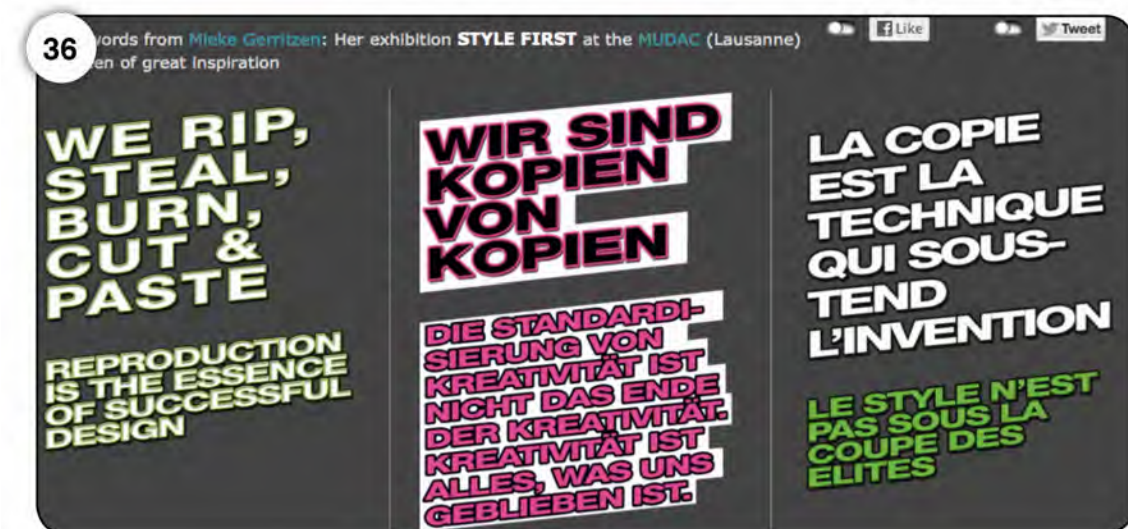 36
words from Mieke Gerritzen: Her exhibition STYLE FIRST at the MUDAC (Lausanne)
en of great inspiration
Like
Tweet
WE RIP,
STEAL,
BURN,
CUT &
PASTE
REPRODUCTION
IS THE ESSENCE
OF SUCCESSFUL
DESIGN
WIR SIND
KOPIEN
VON
KOPIEN
DIE STANDARDI-
SIERUNG VON
KREATIVITÄT IST
NICHT DAS ENDE
DER KREATIVITÄT.
KREATIVITÄT IST
ALLES, WAS UNS
GEBLIEBEN IST.
LA COPIE
EST LA
TECHNIQUE
QUI SOUS-
TEND
L'INVENTION
LE STYLE N'EST
PAS SOUS LA
COUPE DES
ELITES